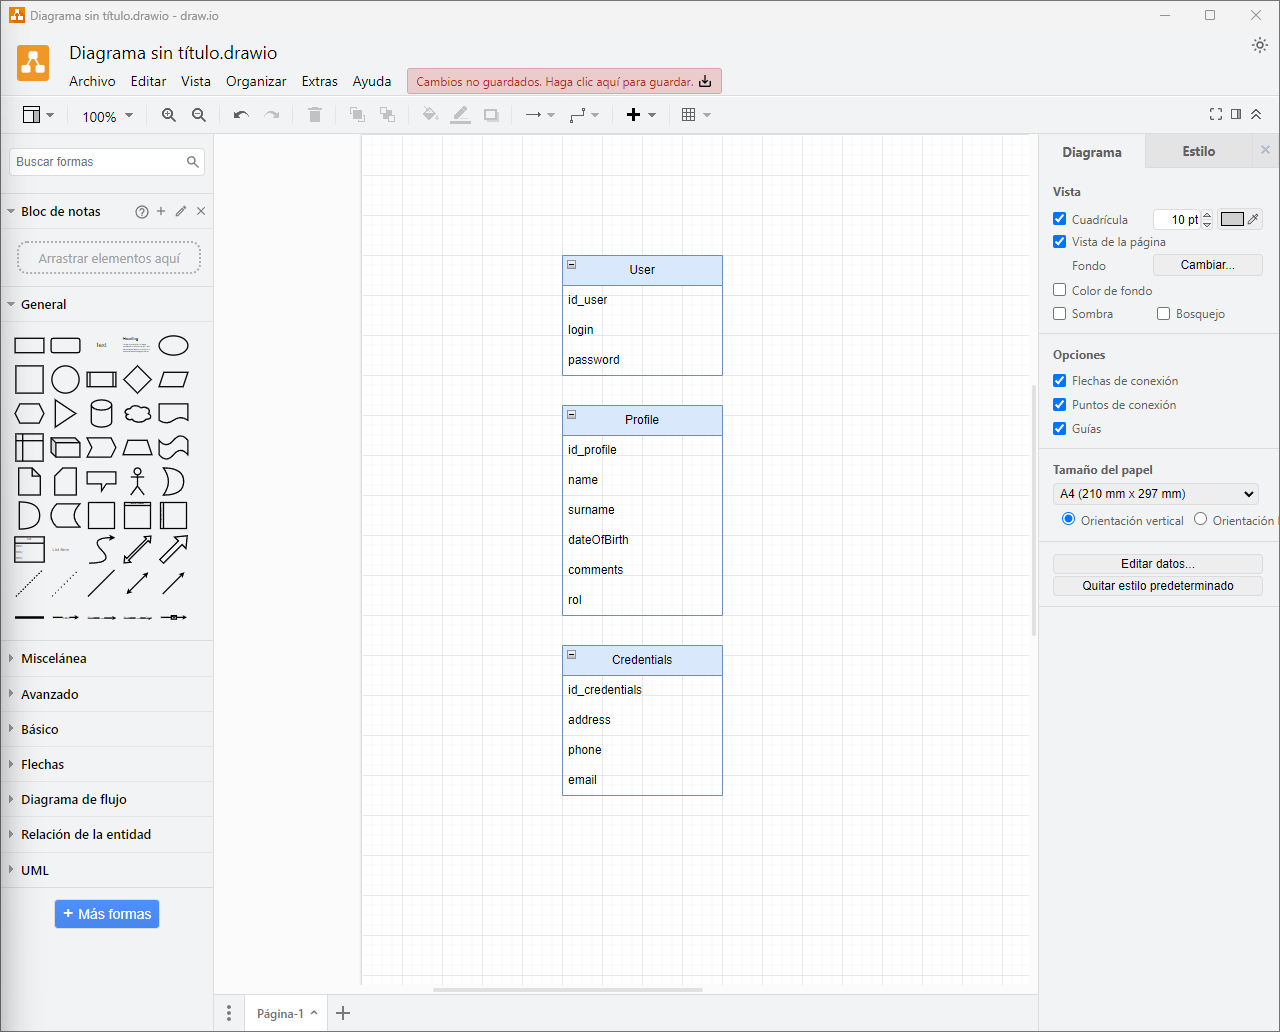 Diagrama sin título.drawio - draw.io
Diagrama sin título.drawio
Archivo Editar Vista Organizar Extras Ayuda Cambios no guardados. Haga clic aquí para guardar.
100%
Buscar formas
Bloc de notas
Arrastrar elementos aquí
General
Text
Heading
List Item
Miscelánea
Avanzado
Básico
Flechas
Diagrama de flujo
Relación de la entidad
UML
+ Más formas
User
id_user
login
password
Profile
id_profile
name
surname
dateOfBirth
comments
rol
Credentials
id_credentials
address
phone
email
Página-1
Diagrama Estilo
Vista
Cuadrícula 10 pt
Vista de la página
Fondo Cambiar...
Color de fondo
Sombra Bosquejo
Opciones
Flechas de conexión
Puntos de conexión
Guías
Tamaño del papel
A4 (210 mm x 297 mm)
Orientación vertical Orientación
Editar datos...
Quitar estilo predeterminado